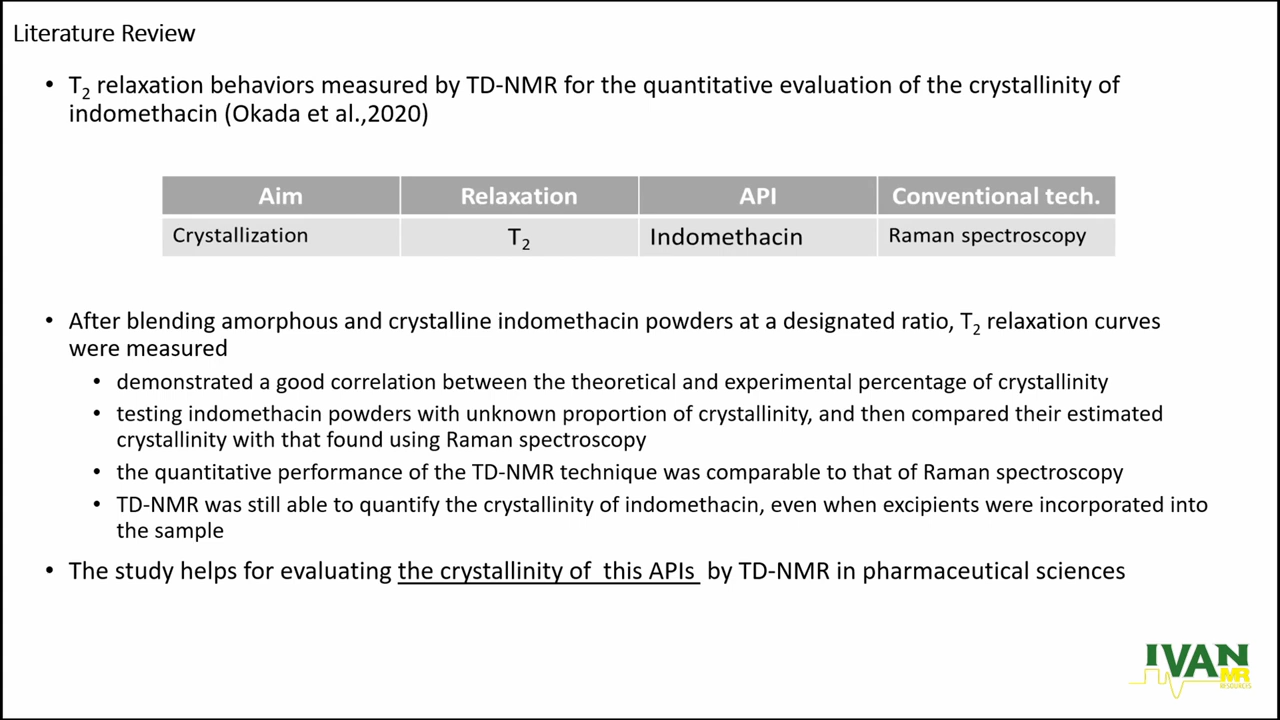 Literature Review
• T2 relaxation behaviors measured by TD-NMR for the quantitative evaluation of the crystallinity of
indomethacin (Okada et al.,2020)
Aim Relaxation API Conventional tech.
Crystallization T2 Indomethacin Raman spectroscopy
• After blending amorphous and crystalline indomethacin powders at a designated ratio, T2 relaxation curves
were measured
• demonstrated a good correlation between the theoretical and experimental percentage of crystallinity
• testing indomethacin powders with unknown proportion of crystallinity, and then compared their estimated
crystallinity with that found using Raman spectroscopy
• the quantitative performance of the TD-NMR technique was comparable to that of Raman spectroscopy
• TD-NMR was still able to quantify the crystallinity of indomethacin, even when excipients were incorporated into
the sample
• The study helps for evaluating the crystallinity of this APIs by TD-NMR in pharmaceutical sciences
IVAN
MR
RESOURCES